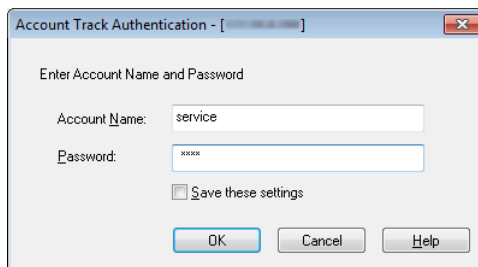 Account Track Authentication - [
Enter Account Name and Password
Account Name: service
Password: ****
Save these settings
OK Cancel Help